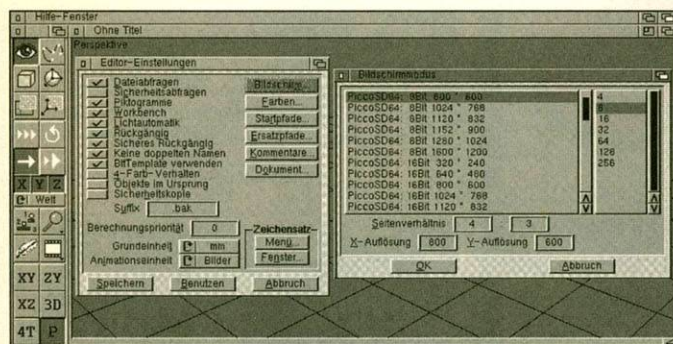 Hilfe-Fenster
Ohne Titel
Perspektive
Editor-Einstellungen
Dateiabfragen
Sicherheitsabfragen
Piktogramme
Workbench
Lichtautomatik
Rückgängig
Sicheres Rückgängig
Keine doppelten Namen
BltTemplate verwenden
4-Farb-Verhalten
Objekte im Ursprung
Sicherheitskopie
Suffix .bak
Berechnungspriorität 0
Grundeinheit mm
Animationseinheit Bilder
Bildschirm...
Farben...
Startpfade...
Ersatzpfade...
Kommentare...
Dokument...
Zeichensatz
Menü...
Fenster...
Speichern Benutzen Abbruch
Bildschirmmodus
PiccoSD64: 8Bit 800 * 600
PiccoSD64: 8Bit 1024 * 768
PiccoSD64: 8Bit 1120 * 832
PiccoSD64: 8Bit 1152 * 900
PiccoSD64: 8Bit 1280 * 1024
PiccoSD64: 8Bit 1600 * 1200
PiccoSD64: 16Bit 320 * 240
PiccoSD64: 16Bit 640 * 480
PiccoSD64: 16Bit 800 * 600
PiccoSD64: 16Bit 1024 * 768
PiccoSD64: 16Bit 1120 * 832
4
8
16
32
64
128
256
Seitenverhältnis 4 : 3
X-Auflösung 800 Y-Auflösung 600
OK Abbruch
X Y Z
Welt
XY ZY
XZ 3D
4T P